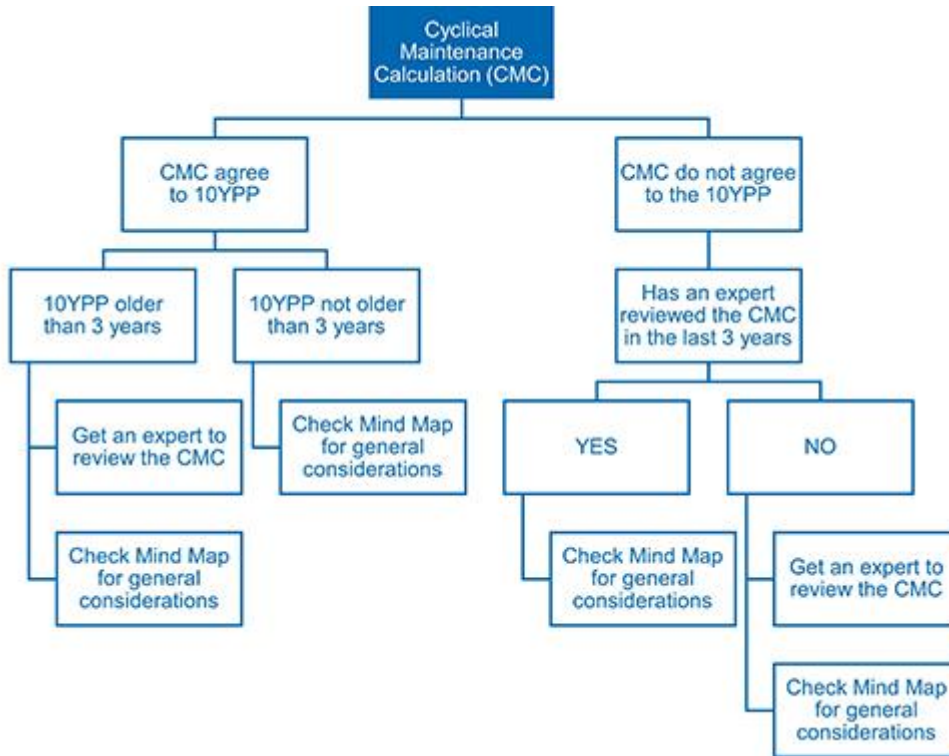 Cyclical
Maintenance
Calculation (CMC)
CMC agree
to 10YPP
CMC do not agree
to the 10YPP
10YPP older
than 3 years
10YPP not older
than 3 years
Has an expert
reviewed the CMC
in the last 3 years
Get an expert to
review the CMC
Check Mind Map
for general
considerations
Check Mind Map
for general
considerations
YES
NO
Check Mind Map
for general
considerations
Get an expert to
review the CMC
Check Mind Map
for general
considerations